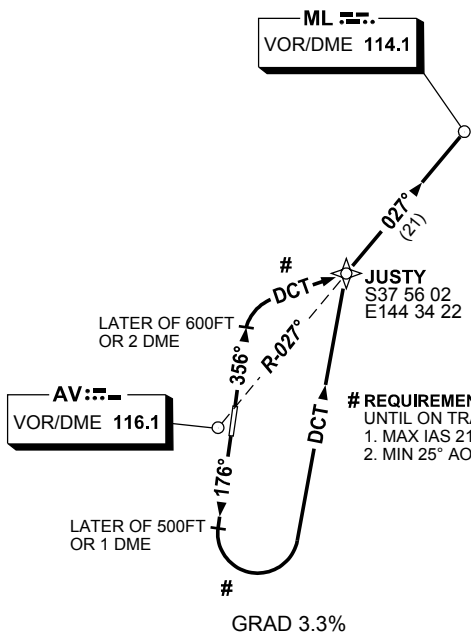 ML
VOR/DME 114.1
027°
(21)
#
DCT
JUSTY
S37 56 02
E144 34 22
LATER OF 600FT
OR 2 DME
356°
R-027°
AV
VOR/DME 116.1
# REQUIREMEN
UNTIL ON TRA
1. MAX IAS 21
2. MIN 25° AO
DCT
176°
LATER OF 500FT
OR 1 DME
#
GRAD 3.3%